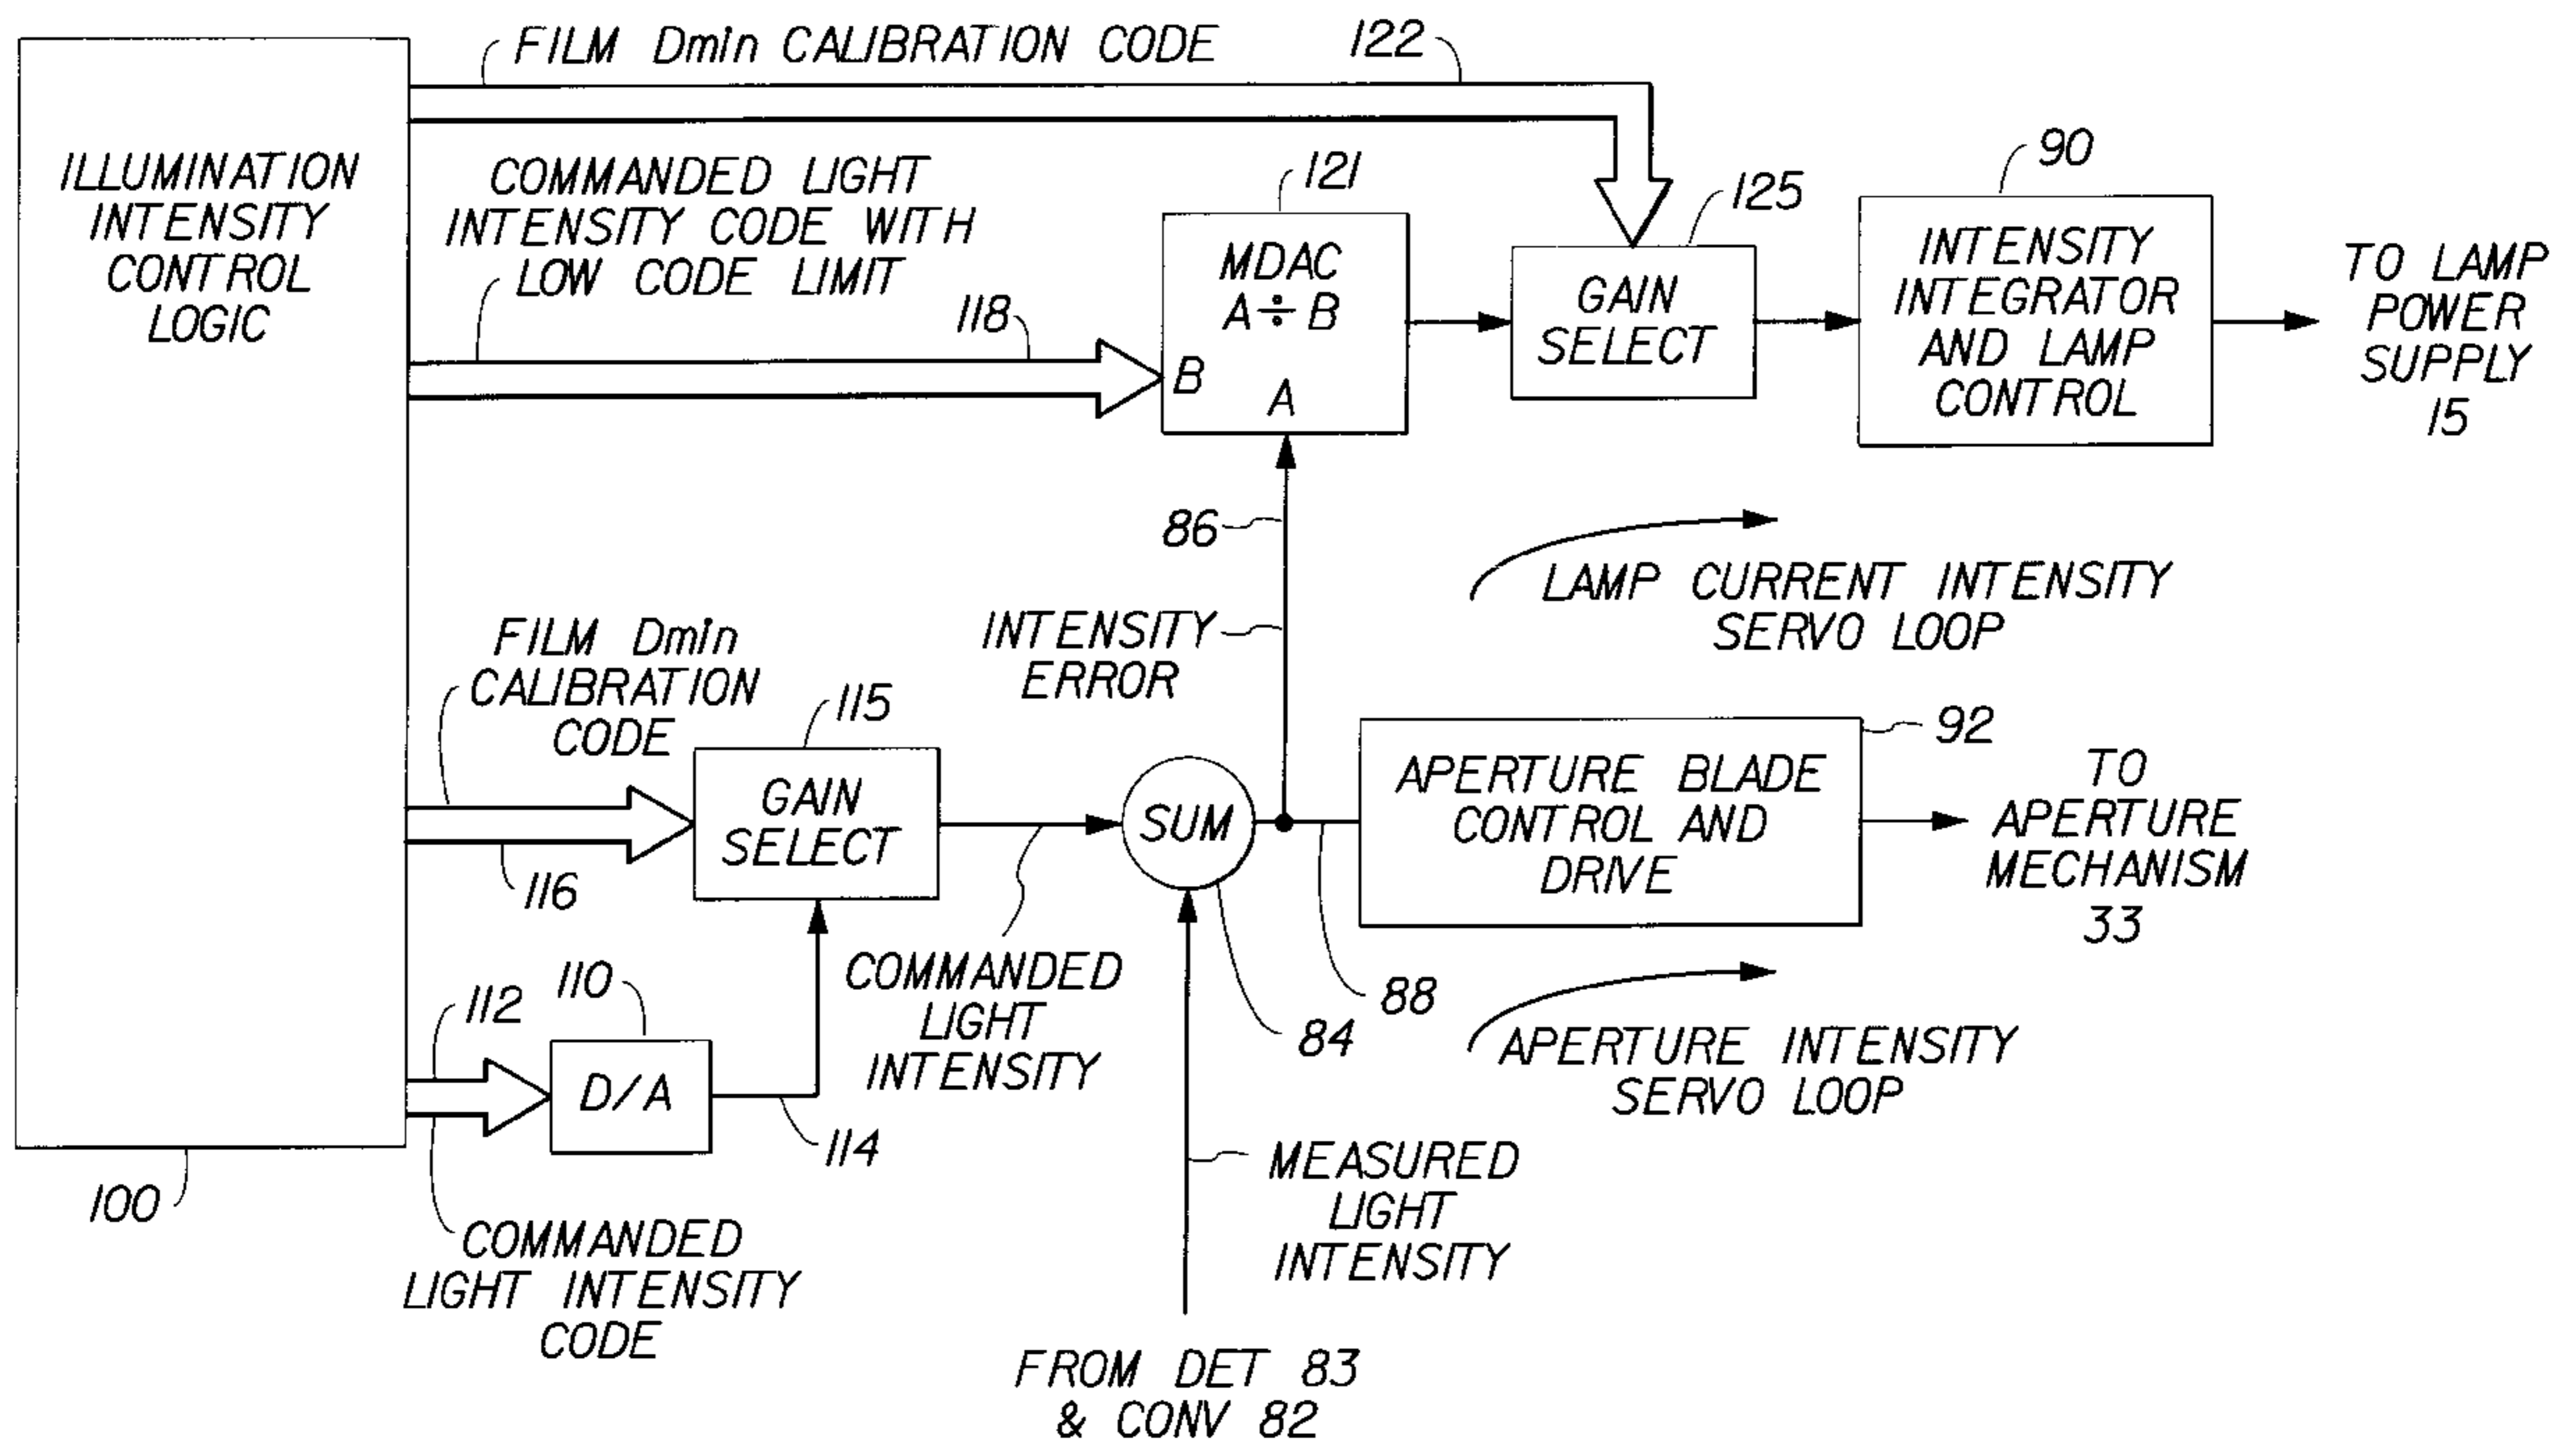 FILM Dmin CALIBRATION CODE
122
ILLUMINATION
INTENSITY
CONTROL
LOGIC
COMMANDED LIGHT
INTENSITY CODE WITH
LOW CODE LIMIT
118
121
MDAC
A÷B
B
A
125
GAIN
SELECT
90
INTENSITY
INTEGRATOR
AND LAMP
CONTROL
TO LAMP
POWER
SUPPLY
15
86
INTENSITY
ERROR
LAMP CURRENT INTENSITY
SERVO LOOP
FILM Dmin
CALIBRATION
CODE
116
115
GAIN
SELECT
SUM
84
88
92
APERTURE BLADE
CONTROL AND
DRIVE
TO
APERTURE
MECHANISM
33
112
110
D/A
114
COMMANDED
LIGHT
INTENSITY
APERTURE INTENSITY
SERVO LOOP
100
COMMANDED
LIGHT INTENSITY
CODE
MEASURED
LIGHT
INTENSITY
FROM DET 83
& CONV 82